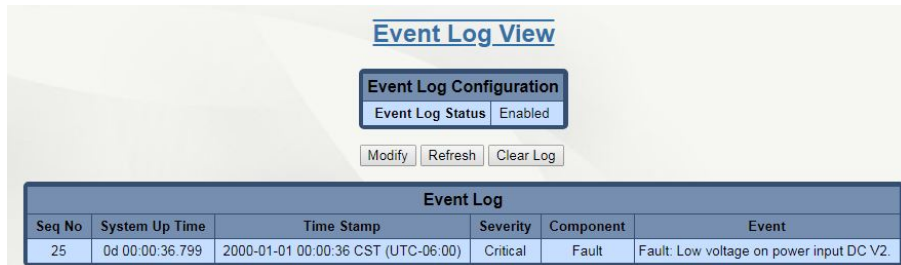 Event Log View
Event Log Configuration
Event Log Status Enabled
Modify Refresh Clear Log
Event Log
Seq No System Up Time Time Stamp Severity Component Event
25 0d 00:00:36.799 2000-01-01 00:00:36 CST (UTC-06:00) Critical Fault Fault: Low voltage on power input DC V2.